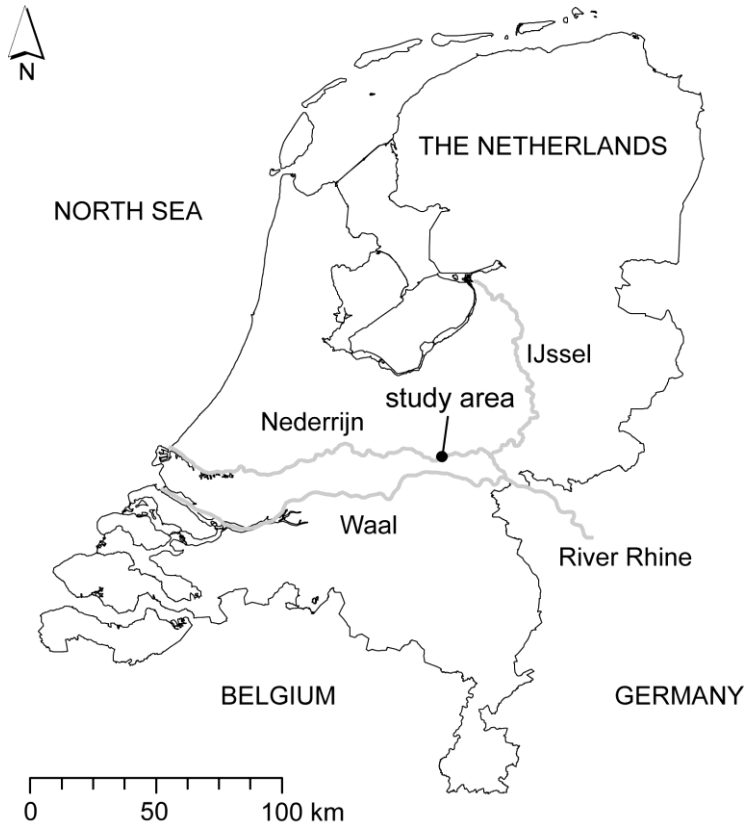 N
THE NETHERLANDS
NORTH SEA
IJssel
study area
Nederrijn
Waal
River Rhine
BELGIUM
GERMANY
0 50 100 km